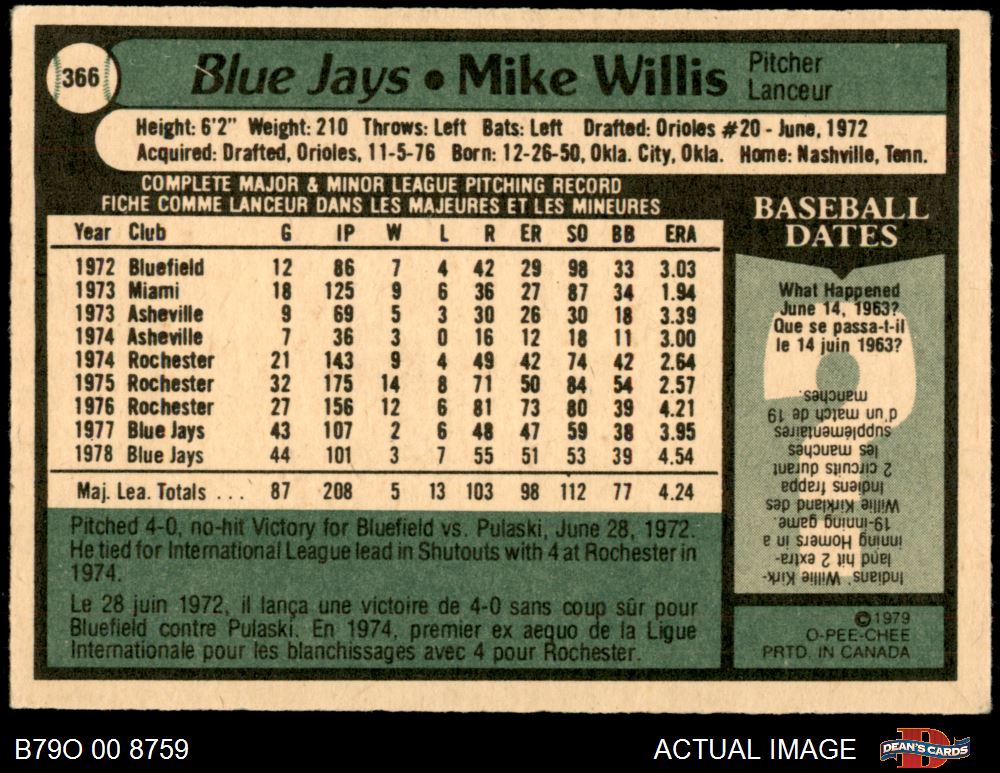 366
Blue Jays • Mike Willis
Pitcher
Lanceur
Height: 6'2" Weight: 210 Throws: Left Bats: Left Drafted: Orioles #20 - June, 1972
Acquired: Drafted, Orioles, 11-5-76 Born: 12-26-50, Okla. City, Okla. Home: Nashville, Tenn.
COMPLETE MAJOR & MINOR LEAGUE PITCHING RECORD
FICHE COMME LANCEUR DANS LES MAJEURES ET LES MINEURES
Year Club G IP W L R ER SO BB ERA
1972 Bluefield 12 86 7 4 42 29 98 33 3.03
1973 Miami 18 125 9 6 36 27 87 34 1.94
1973 Asheville 9 69 5 3 30 26 30 18 3.39
1974 Asheville 7 36 3 0 16 12 18 11 3.00
1974 Rochester 21 143 9 4 49 42 74 42 2.64
1975 Rochester 32 175 14 8 71 50 84 54 2.57
1976 Rochester 27 156 12 6 81 73 80 39 4.21
1977 Blue Jays 43 107 2 6 48 47 59 38 3.95
1978 Blue Jays 44 101 3 7 55 51 53 39 4.54
Maj. Lea. Totals ... 87 208 5 13 103 98 112 77 4.24
Pitched 4-0, no-hit Victory for Bluefield vs. Pulaski, June 28, 1972.
He tied for International League lead in Shutouts with 4 at Rochester in
1974.
Le 28 juin 1972, il lança une victoire de 4-0 sans coup sûr pour
Bluefield contre Pulaski. En 1974, premier ex aequo de la Ligue
Internationale pour les blanchissages avec 4 pour Rochester.
BASEBALL
DATES
What Happened
June 14, 1963?
Que se passa-t-il
le 14 juin 1963?
Indians' Willie Kirk-
land hit 2 extra-
inning Homers in a
19-inning game.
Willie Kirkland des
Indiens frappa
2 circuits durant
les manches
supplémentaires
d'un match de 19
manches.
©1979
O-PEE-CHEE
PRTD. IN CANADA
B79O 00 8759
ACTUAL IMAGE
DEAN'S CARDS